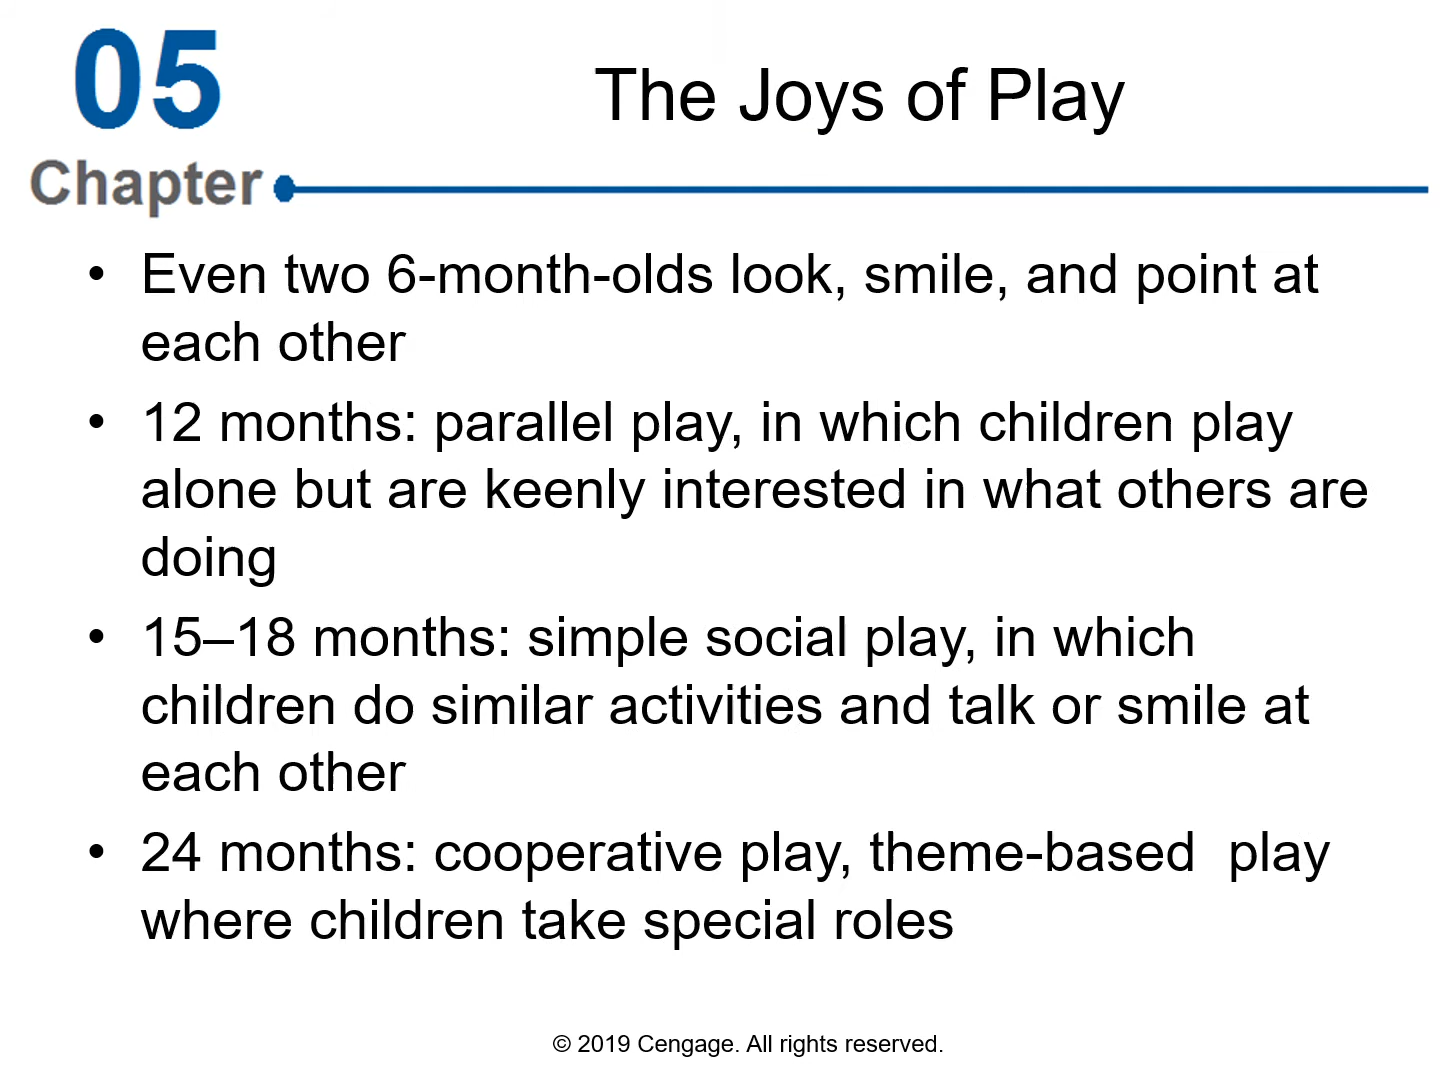 05
Chapter
The Joys of Play
• Even two 6-month-olds look, smile, and point at
each other
• 12 months: parallel play, in which children play
alone but are keenly interested in what others are
doing
• 15–18 months: simple social play, in which
children do similar activities and talk or smile at
each other
• 24 months: cooperative play, theme-based  play
where children take special roles
© 2019 Cengage. All rights reserved.